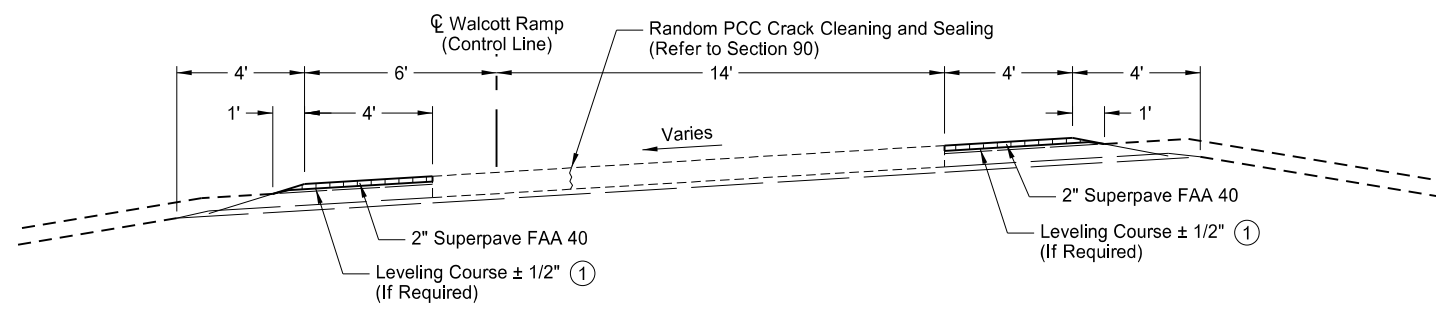 ℄ Walcott Ramp
(Control Line)
Random PCC Crack Cleaning and Sealing
(Refer to Section 90)
4'
6'
14'
4'
4'
1'
4'
1'
Varies
2" Superpave FAA 40
Leveling Course ± 1/2" ①
(If Required)
2" Superpave FAA 40
Leveling Course ± 1/2" ①
(If Required)